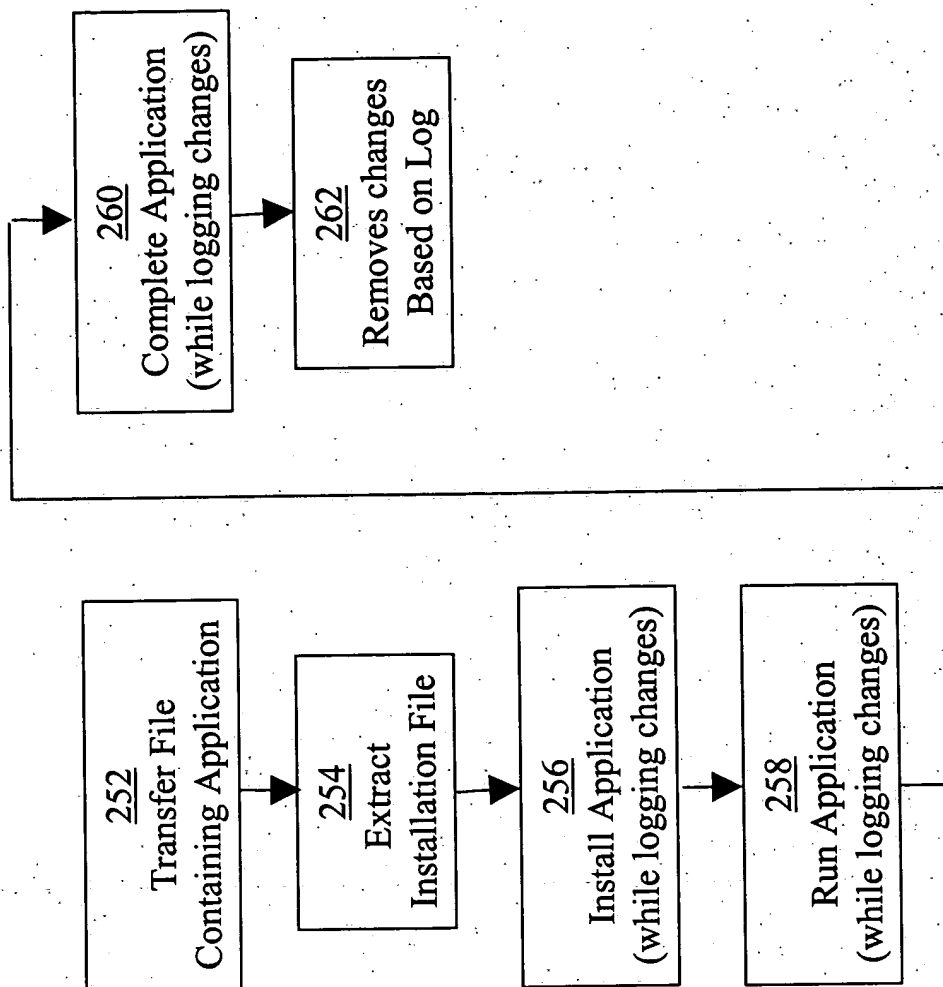 252
Transfer File
Containing Application
254
Extract
Installation File
256
Install Application
(while logging changes)
258
Run Application
(while logging changes)
260
Complete Application
(while logging changes)
262
Removes changes
Based on Log